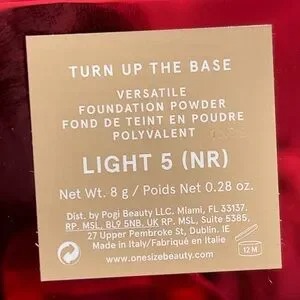 TURN UP THE BASE
VERSATILE
FOUNDATION POWDER
FOND DE TEINT EN POUDRE
POLYVALENT
LIGHT 5 (NR)
Net Wt. 8 g / Poids Net 0.28 oz.
Dist. by Pogi Beauty LLC. Miami, FL 33137.
RP. MSL. BL9 5NB. UK RP. MSL, Suite 5385,
27 Upper Pembroke St, Dublin. IE
Made in Italy/Fabriqué en Italie
www.onesizebeauty.com
12 M